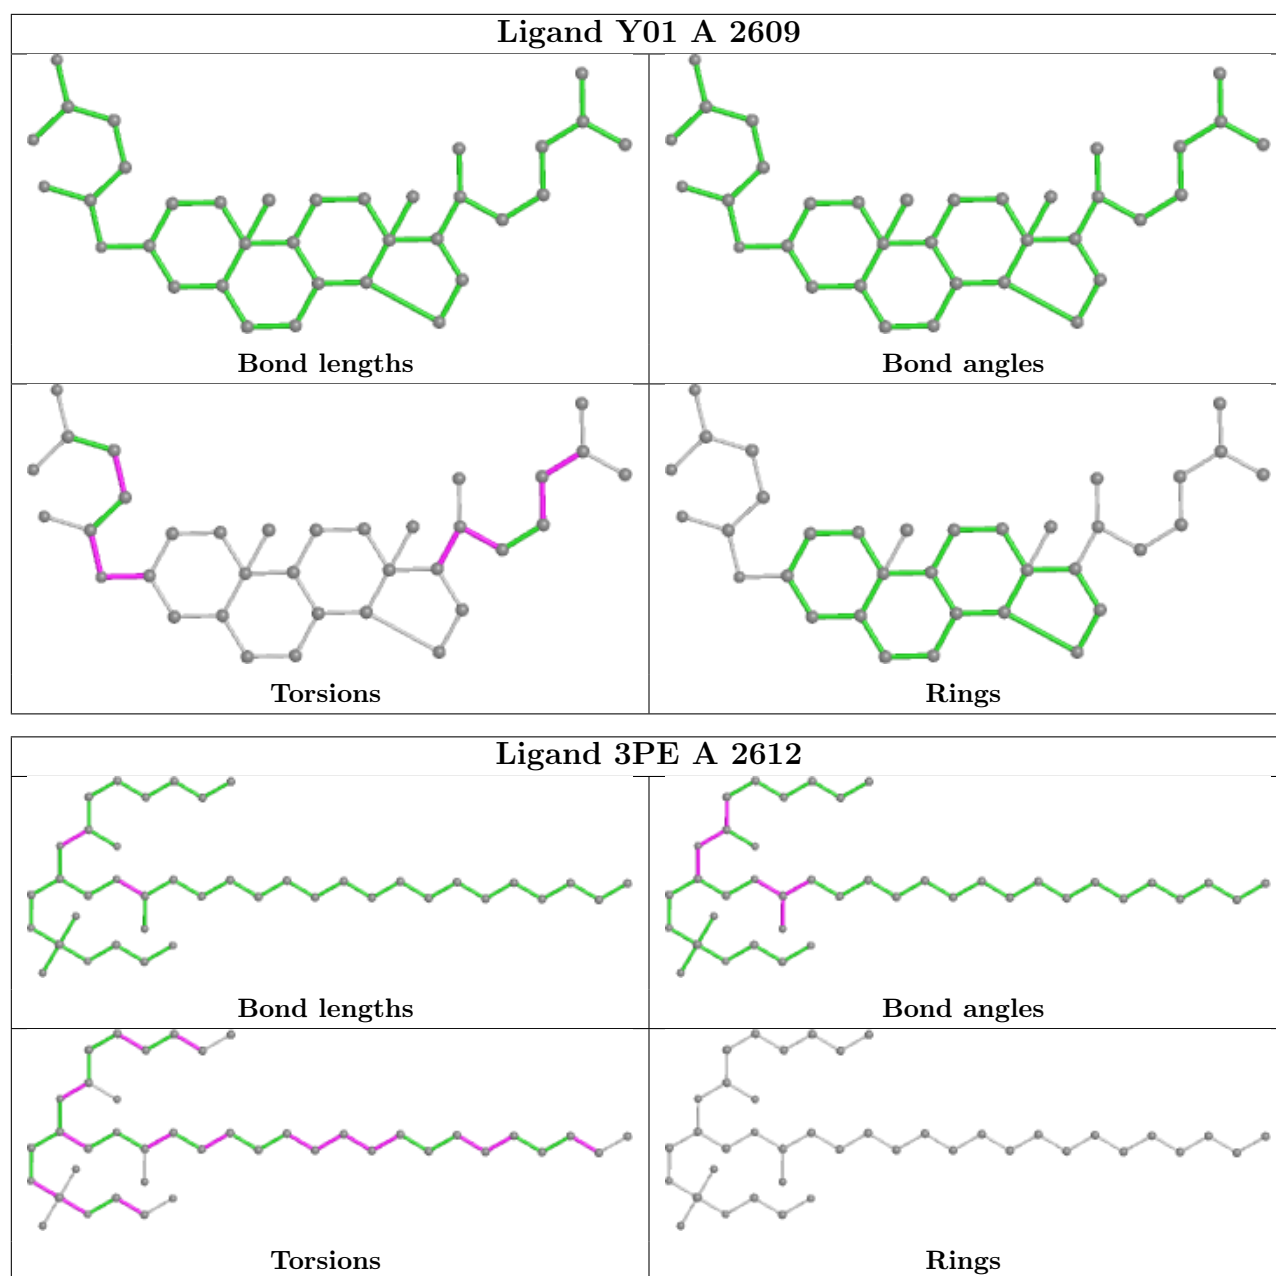 Ligand Y01 A 2609
Bond lengths
Bond angles
Torsions
Rings
Ligand 3PE A 2612
Bond lengths
Bond angles
Torsions
Rings